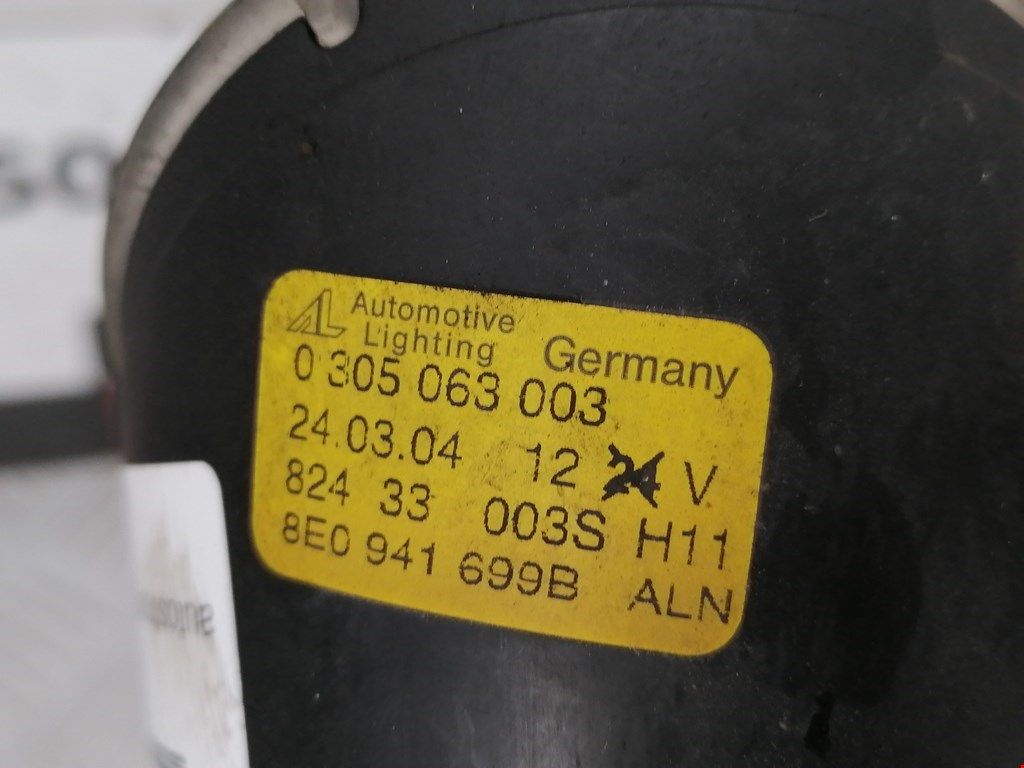 AL Automotive
Lighting Germany
0 305 063 003
24.03.04 12 24 V
824 33 003S H11
8E0 941 699B ALN